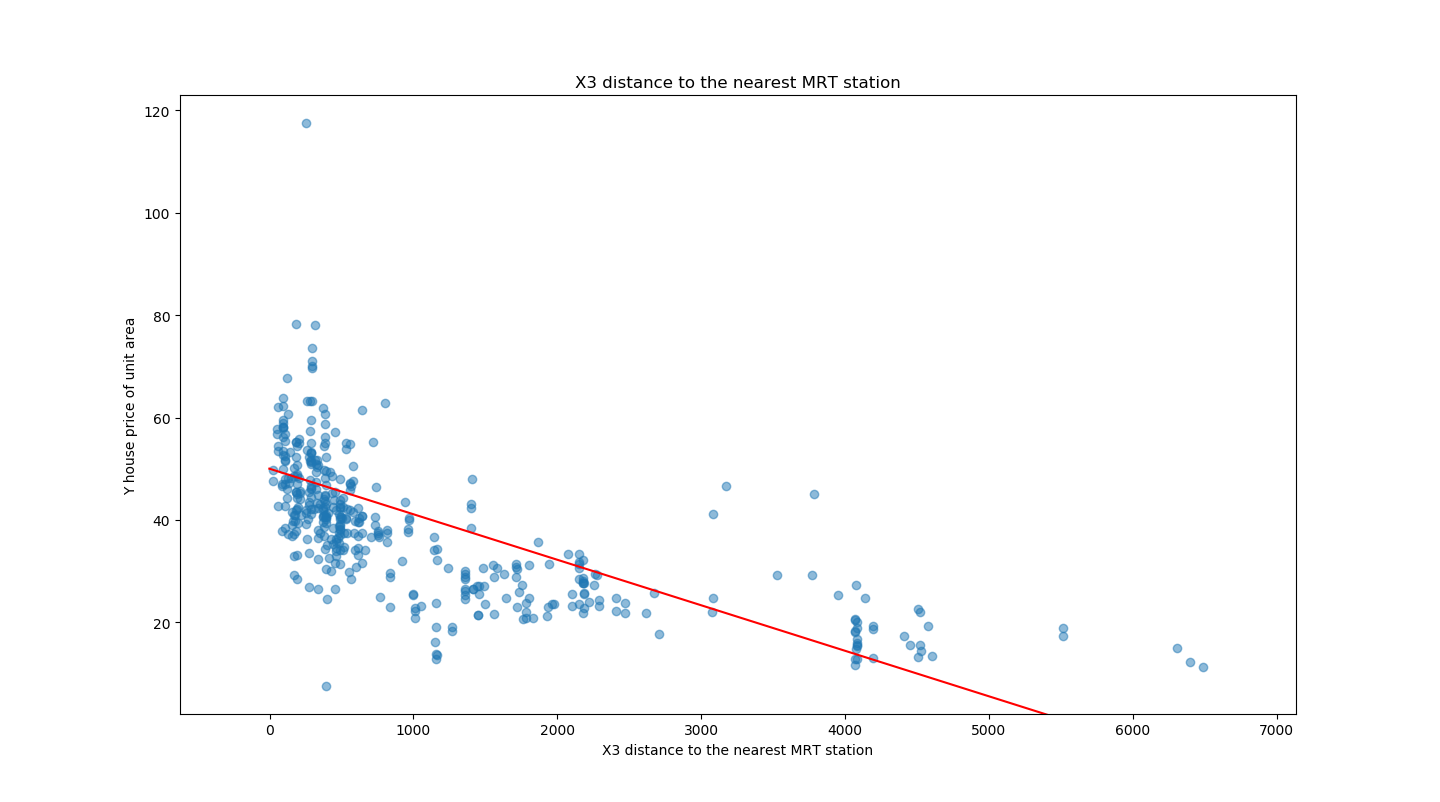 X3 distance to the nearest MRT station
120
100
80
60
40
20
Y house price of unit area
0 1000 2000 3000 4000 5000 6000 7000
X3 distance to the nearest MRT station